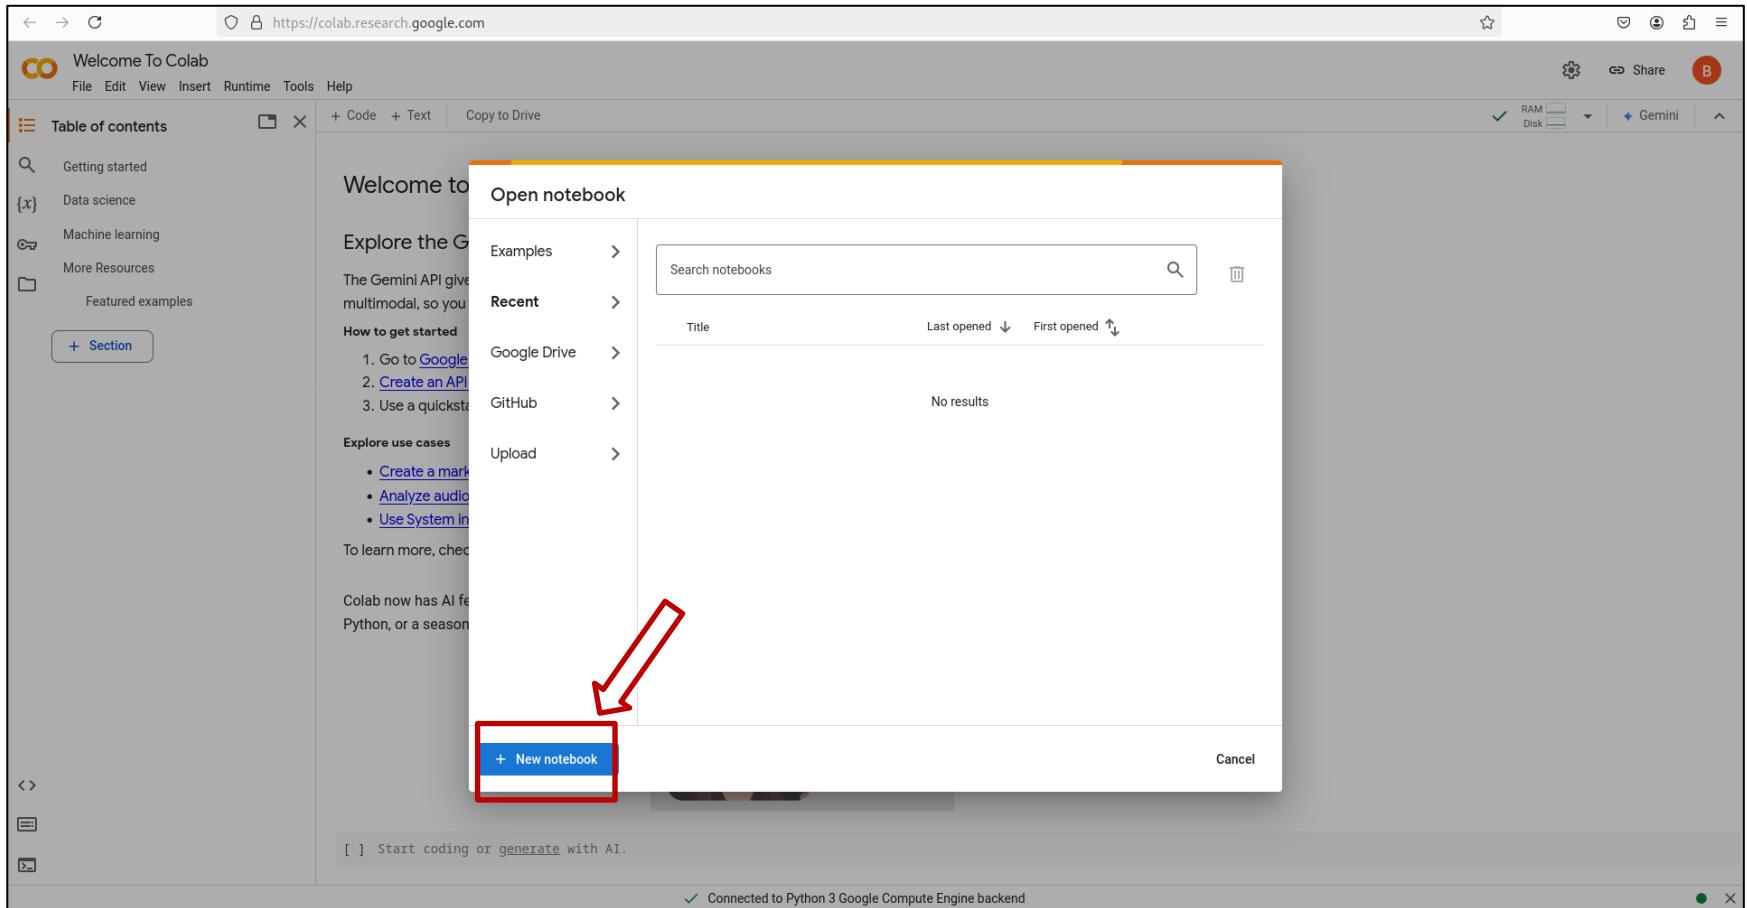 https://colab.research.google.com
Welcome To Colab
File Edit View Insert Runtime Tools Help
Share
B
Table of contents
+ Code + Text Copy to Drive
RAM
Disk
Gemini
Getting started
Data science
Machine learning
More Resources
Featured examples
+ Section
Welcome to
Explore the G
The Gemini API give
multimodal, so you
How to get started
1. Go to Google
2. Create an API
3. Use a quicksta
Explore use cases
• Create a mark
• Analyze audio
• Use System in
To learn more, chec
Colab now has AI fe
Python, or a season
Open notebook
Examples
Recent
Google Drive
GitHub
Upload
Search notebooks
Title Last opened First opened
No results
+ New notebook
Cancel
[ ] Start coding or generate with AI.
Connected to Python 3 Google Compute Engine backend